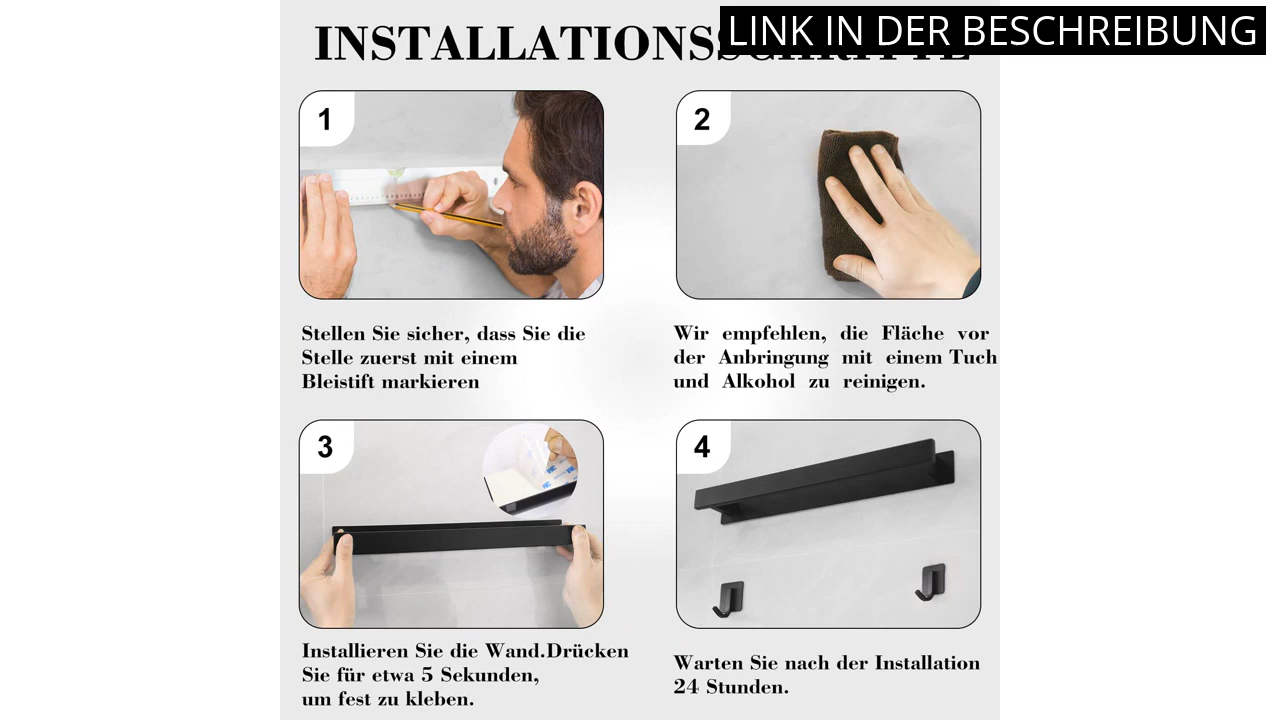 LINK IN DER BESCHREIBUNG
INSTALLATIONSSCHRITTE
1
2
Stellen Sie sicher, dass Sie die
Stelle zuerst mit einem
Bleistift markieren
Wir empfehlen, die Fläche vor
der Anbringung mit einem Tuch
und Alkohol zu reinigen.
3
4
Installieren Sie die Wand.Drücken
Sie für etwa 5 Sekunden,
um fest zu kleben.
Warten Sie nach der Installation
24 Stunden.